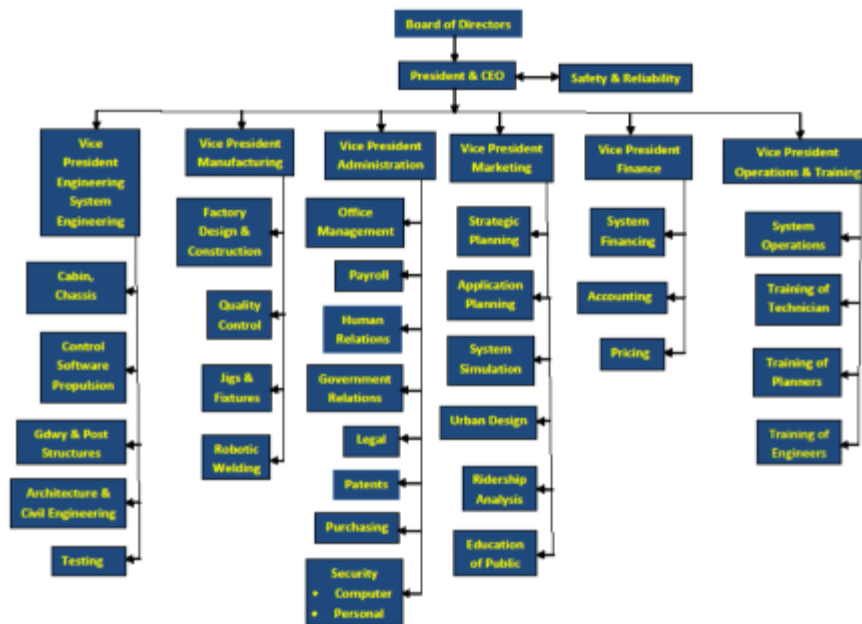 Board of Directors
President & CEO
Safety & Reliability
Vice
President
Engineering
System
Engineering
Cabin,
Chassis
Control
Software
Propulsion
Gdwy & Post
Structures
Architecture &
Civil Engineering
Testing
Vice President
Manufacturing
Factory
Design &
Construction
Quality
Control
Jigs &
Fixtures
Robotic
Welding
Vice President
Administration
Office
Management
Payroll
Human
Relations
Government
Relations
Legal
Patents
Purchasing
Security
• Computer
• Personal
Vice President
Marketing
Strategic
Planning
Application
Planning
System
Simulation
Urban Design
Ridership
Analysis
Education
of Public
Vice President
Finance
System
Financing
Accounting
Pricing
Vice President
Operations & Training
System
Operations
Training of
Technician
Training of
Planners
Training of
Engineers